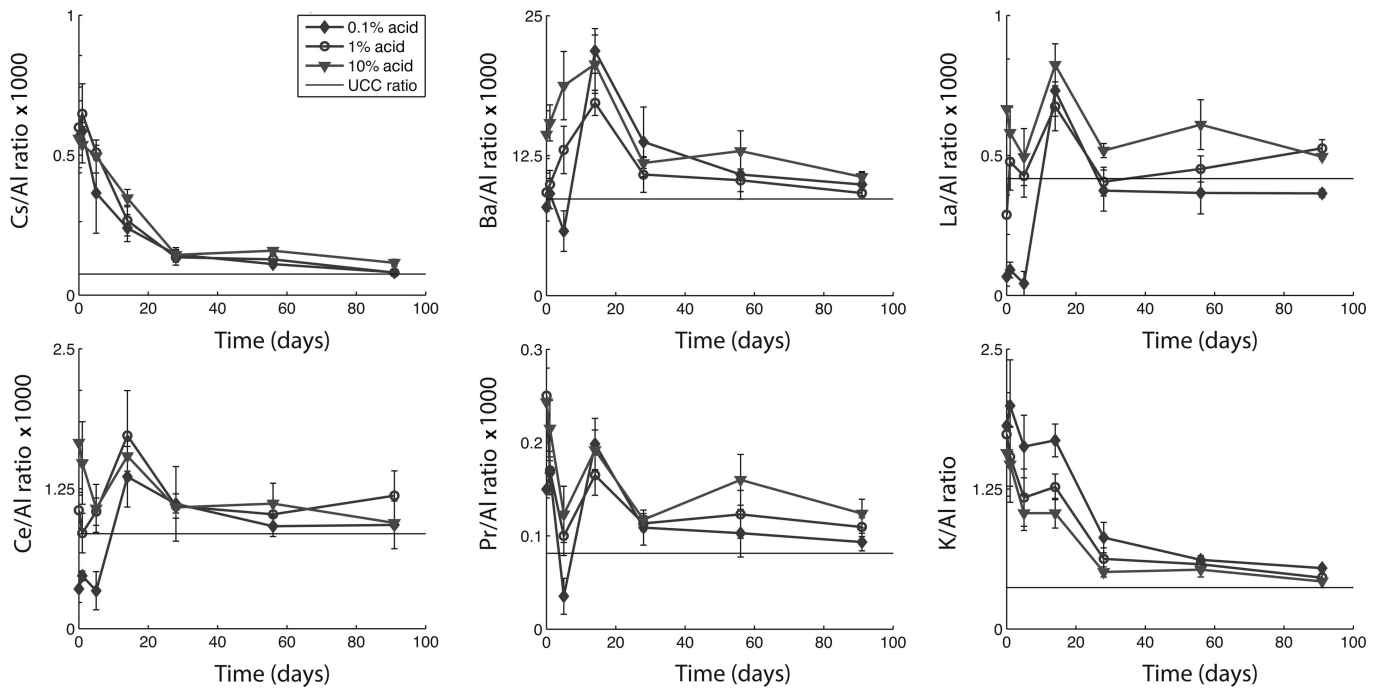 Cs/Al ratio x1000
1
0.5
0
0 20 40 60 80 100
Time (days)
0.1% acid
1% acid
10% acid
UCC ratio
Ba/Al ratio x1000
25
12.5
0
0 20 40 60 80 100
Time (days)
La/Al ratio x1000
1
0.5
0
0 20 40 60 80 100
Time (days)
Ce/Al ratio x1000
2.5
1.25
0
0 20 40 60 80 100
Time (days)
Pr/Al ratio x1000
0.3
0.2
0.1
0
0 20 40 60 80 100
Time (days)
K/Al ratio
2.5
1.25
0
0 20 40 60 80 100
Time (days)